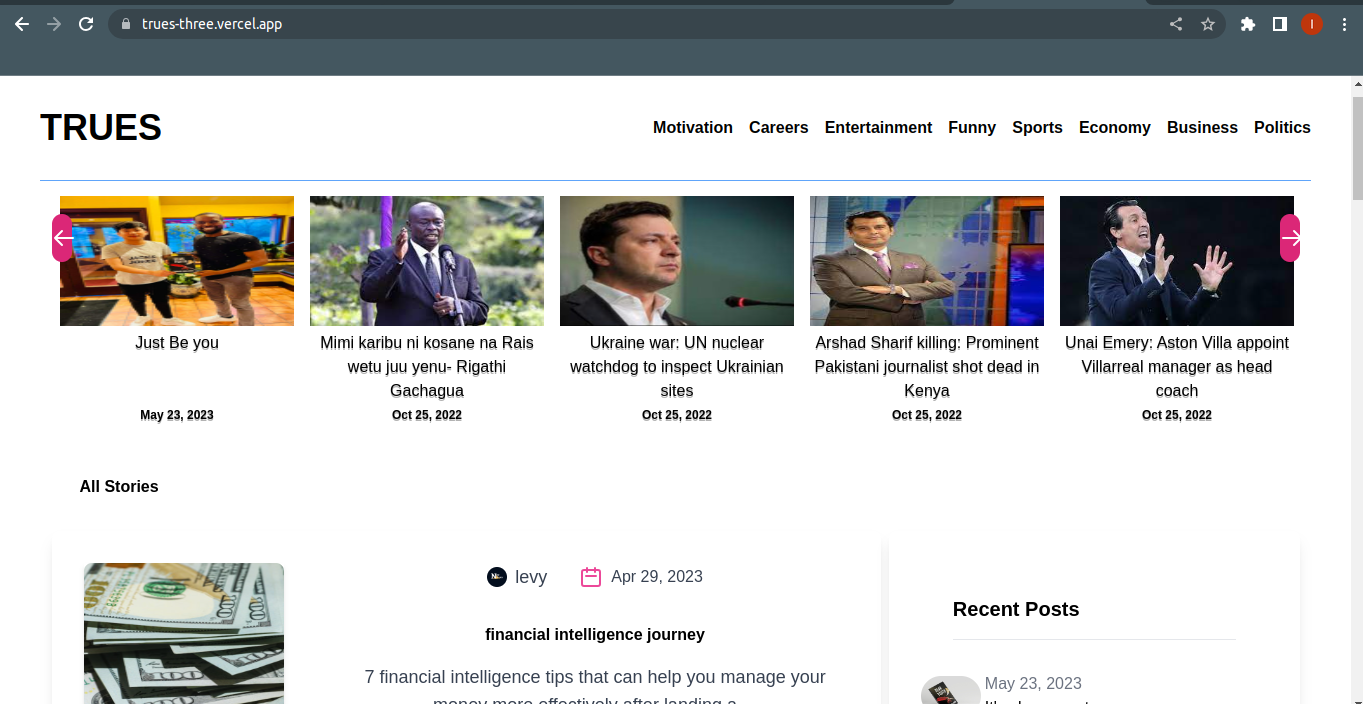 trues-three.vercel.app
I
TRUES
Motivation Careers Entertainment Funny Sports Economy Business Politics
Just Be you
May 23, 2023
Mimi karibu ni kosane na Rais
wetu juu yenu- Rigathi
Gachagua
Oct 25, 2022
Ukraine war: UN nuclear
watchdog to inspect Ukrainian
sites
Oct 25, 2022
Arshad Sharif killing: Prominent
Pakistani journalist shot dead in
Kenya
Oct 25, 2022
Unai Emery: Aston Villa appoint
Villarreal manager as head
coach
Oct 25, 2022
All Stories
levy Apr 29, 2023
financial intelligence journey
7 financial intelligence tips that can help you manage your
money more effectively after landing a
Recent Posts
May 23, 2023